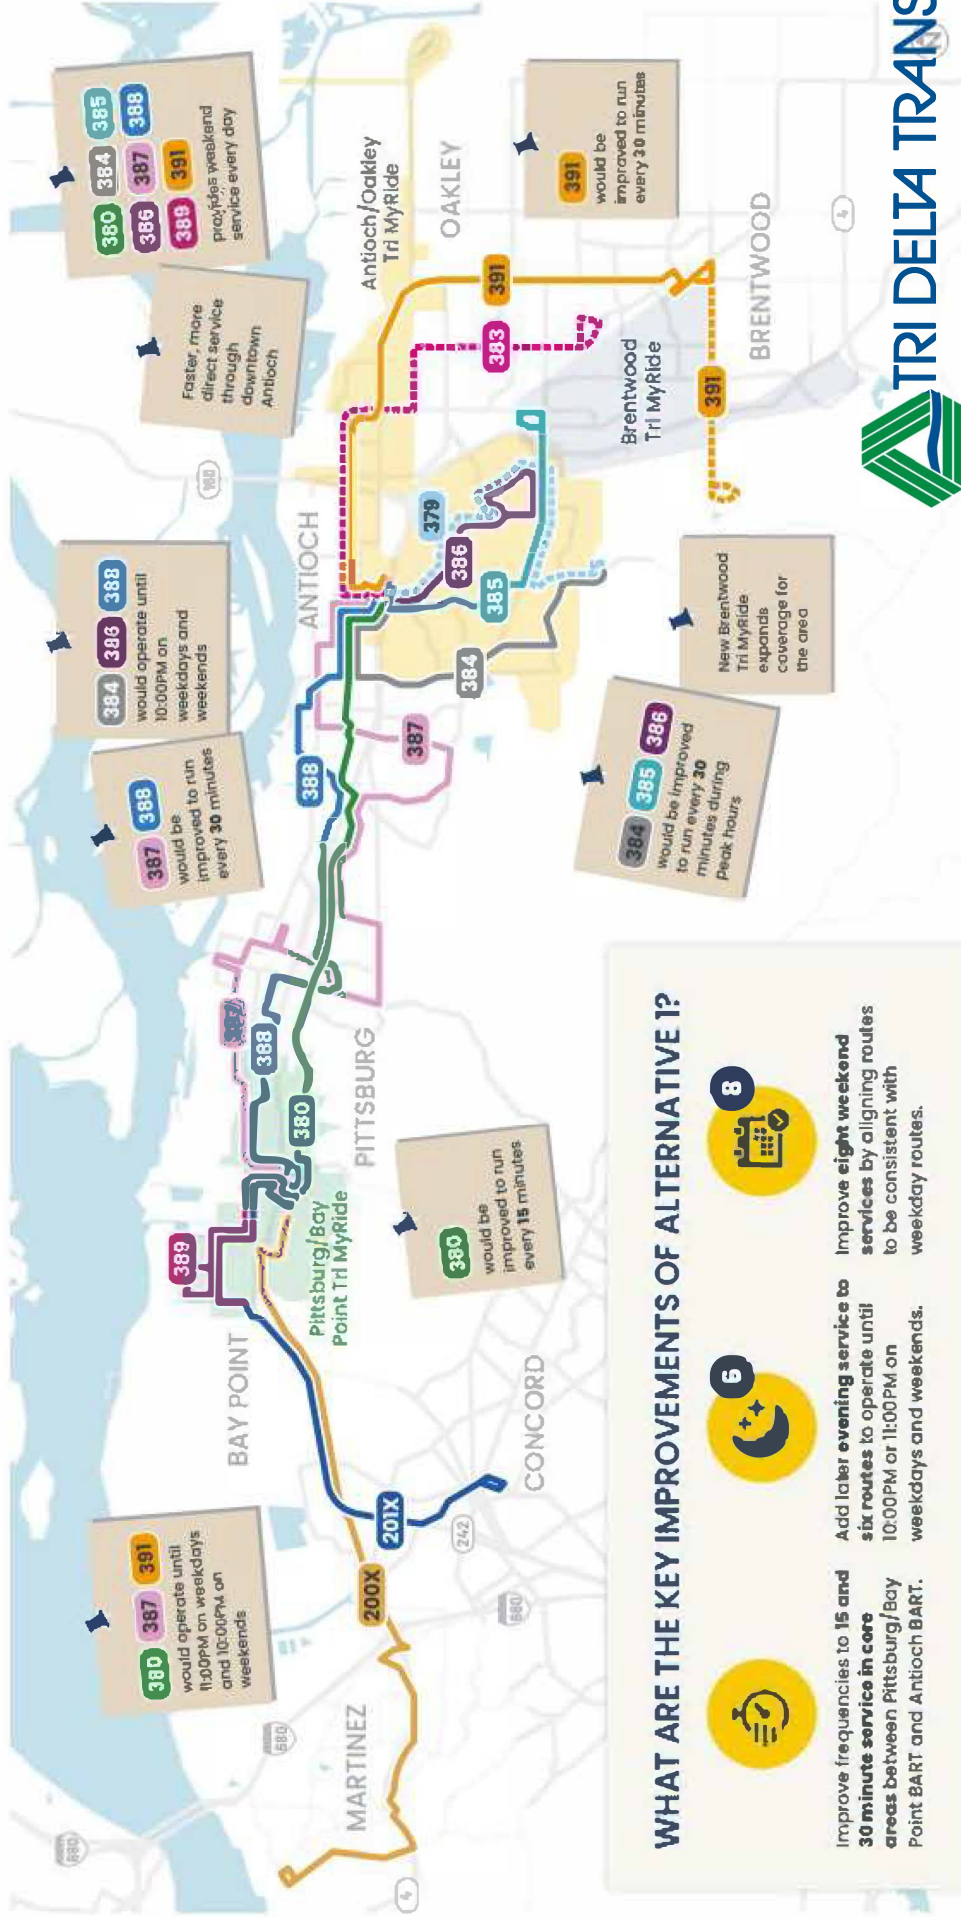 380 387 391
would operate until
11:00PM on weekdays
and 10:00PM on
weekends
387 388
would be
improved to run
every 30 minutes
384 386 388
would operate until
10:00PM on
weekdays and
weekends
Faster, more
direct service
through
downtown
Antioch
380 384 385
386 387 388
389 391
provides weekend
service every day
391
would be
improved to run
every 30 minutes
New Brentwood
Tri MyRide
expands
coverage for
the area
384 385 386
would be improved
to run every 30
minutes during
peak hours
380
would be
improved to run
every 15 minutes
680
680
680
4
242
160
4
MARTINEZ
BAY POINT
CONCORD
PITTSBURG
ANTIOCH
OAKLEY
BRENTWOOD
Pittsburg/Bay
Point Tri MyRide
Antioch/Oakley
Tri MyRide
Brentwood
Tri MyRide
200X
201X
389
380
388
387
388
387
384
385
386
379
383
391
391
WHAT ARE THE KEY IMPROVEMENTS OF ALTERNATIVE 1?
Improve frequencies to 15 and
30 minute service in core
areas between Pittsburg/Bay
Point BART and Antioch BART.
6
Add later evening service to
six routes to operate until
10:00PM or 11:00PM on
weekdays and weekends.
8
Improve eight weekend
services by aligning routes
to be consistent with
weekday routes.
TRI DELTA TRANS